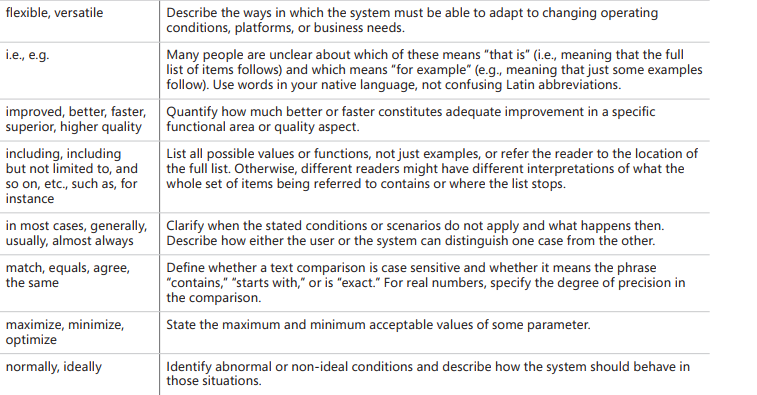 flexible, versatile
Describe the ways in which the system must be able to adapt to changing operating
conditions, platforms, or business needs.
i.e., e.g.
Many people are unclear about which of these means “that is” (i.e., meaning that the full
list of items follows) and which means “for example” (e.g., meaning that just some examples
follow). Use words in your native language, not confusing Latin abbreviations.
improved, better, faster,
superior, higher quality
Quantify how much better or faster constitutes adequate improvement in a specific
functional area or quality aspect.
including, including
but not limited to, and
so on, etc., such as, for
instance
List all possible values or functions, not just examples, or refer the reader to the location of
the full list. Otherwise, different readers might have different interpretations of what the
whole set of items being referred to contains or where the list stops.
in most cases, generally,
usually, almost always
Clarify when the stated conditions or scenarios do not apply and what happens then.
Describe how either the user or the system can distinguish one case from the other.
match, equals, agree,
the same
Define whether a text comparison is case sensitive and whether it means the phrase
“contains,” “starts with,” or is “exact.” For real numbers, specify the degree of precision in
the comparison.
maximize, minimize,
optimize
State the maximum and minimum acceptable values of some parameter.
normally, ideally
Identify abnormal or non-ideal conditions and describe how the system should behave in
those situations.